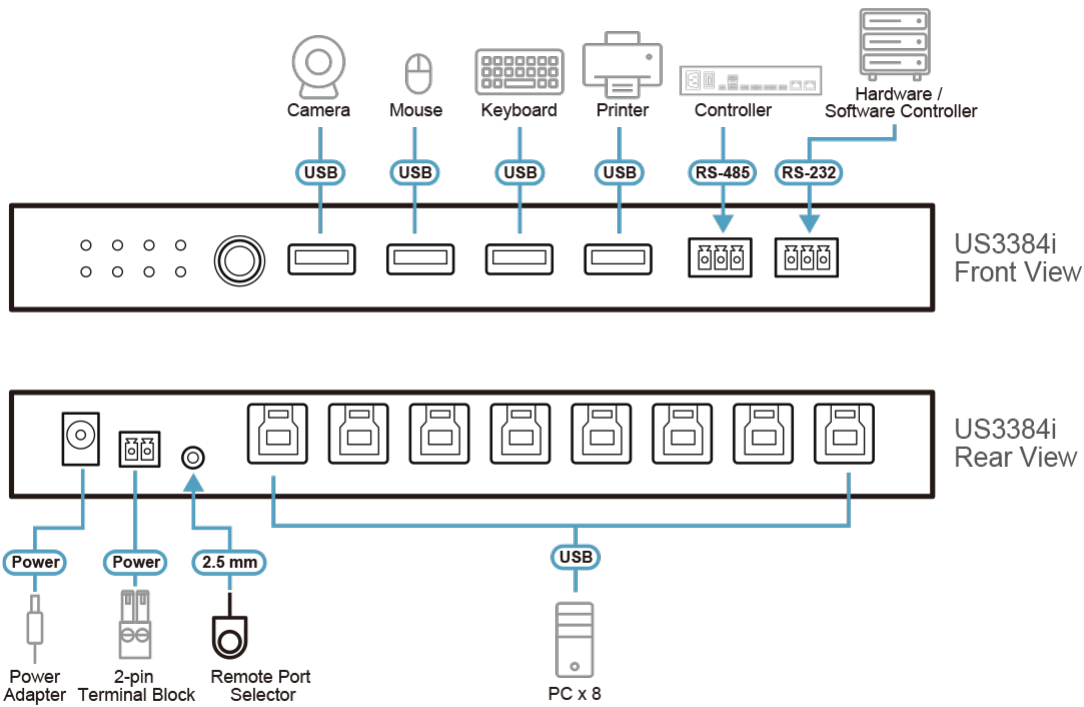 Camera
Mouse
Keyboard
Printer
Controller
Hardware /
Software Controller
USB
USB
USB
USB
RS-485
RS-232
US3384i
Front View
US3384i
Rear View
Power
Power
2.5 mm
USB
Power
Adapter
2-pin
Terminal Block
Remote Port
Selector
PC x 8